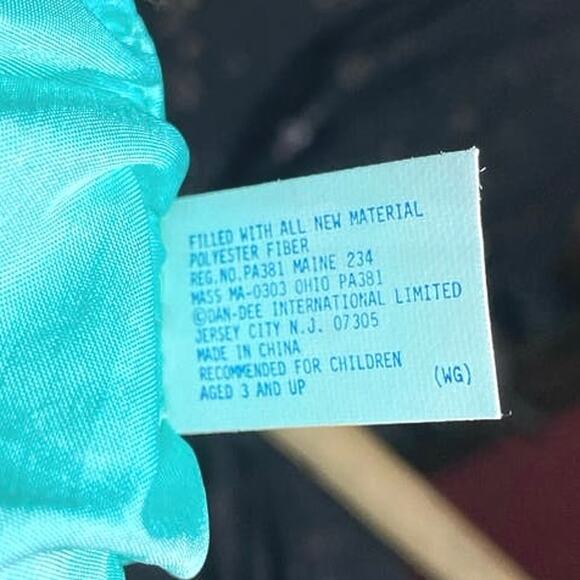 FILLED WITH ALL NEW MATERIAL
POLYESTER FIBER
REG.NO.PA381 MAINE 234
MASS MA-0303 OHIO PA381
©DAN-DEE INTERNATIONAL LIMITED
JERSEY CITY N.J. 07305
MADE IN CHINA
RECOMMENDED FOR CHILDREN
AGED 3 AND UP (WG)